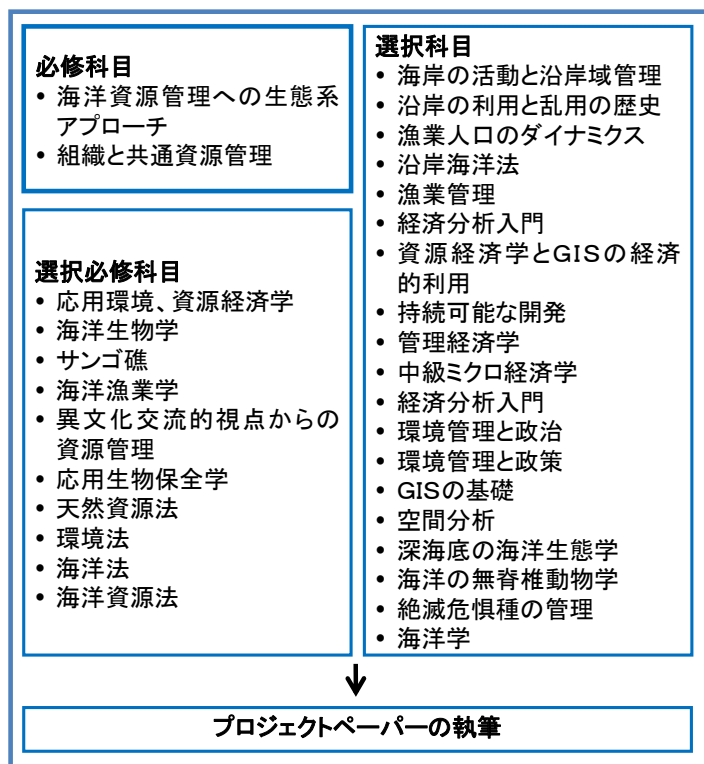 必修科目
• 海洋資源管理への生態系
アプローチ
• 組織と共通資源管理
選択必修科目
• 応用環境、資源経済学
• 海洋生物学
• サンゴ礁
• 海洋漁業学
• 異文化交流的視点からの
資源管理
• 応用生物保全学
• 天然資源法
• 環境法
• 海洋法
• 海洋資源法
選択科目
• 海岸の活動と沿岸域管理
• 沿岸の利用と乱用の歴史
• 漁業人口のダイナミクス
• 沿岸海洋法
• 漁業管理
• 経済分析入門
• 資源経済学とGISの経済
的利用
• 持続可能な開発
• 管理経済学
• 中級ミクロ経済学
• 経済分析入門
• 環境管理と政治
• 環境管理と政策
• GISの基礎
• 空間分析
• 深海底の海洋生態学
• 海洋の無脊椎動物学
• 絶滅危惧種の管理
• 海洋学
プロジェクトペーパーの執筆